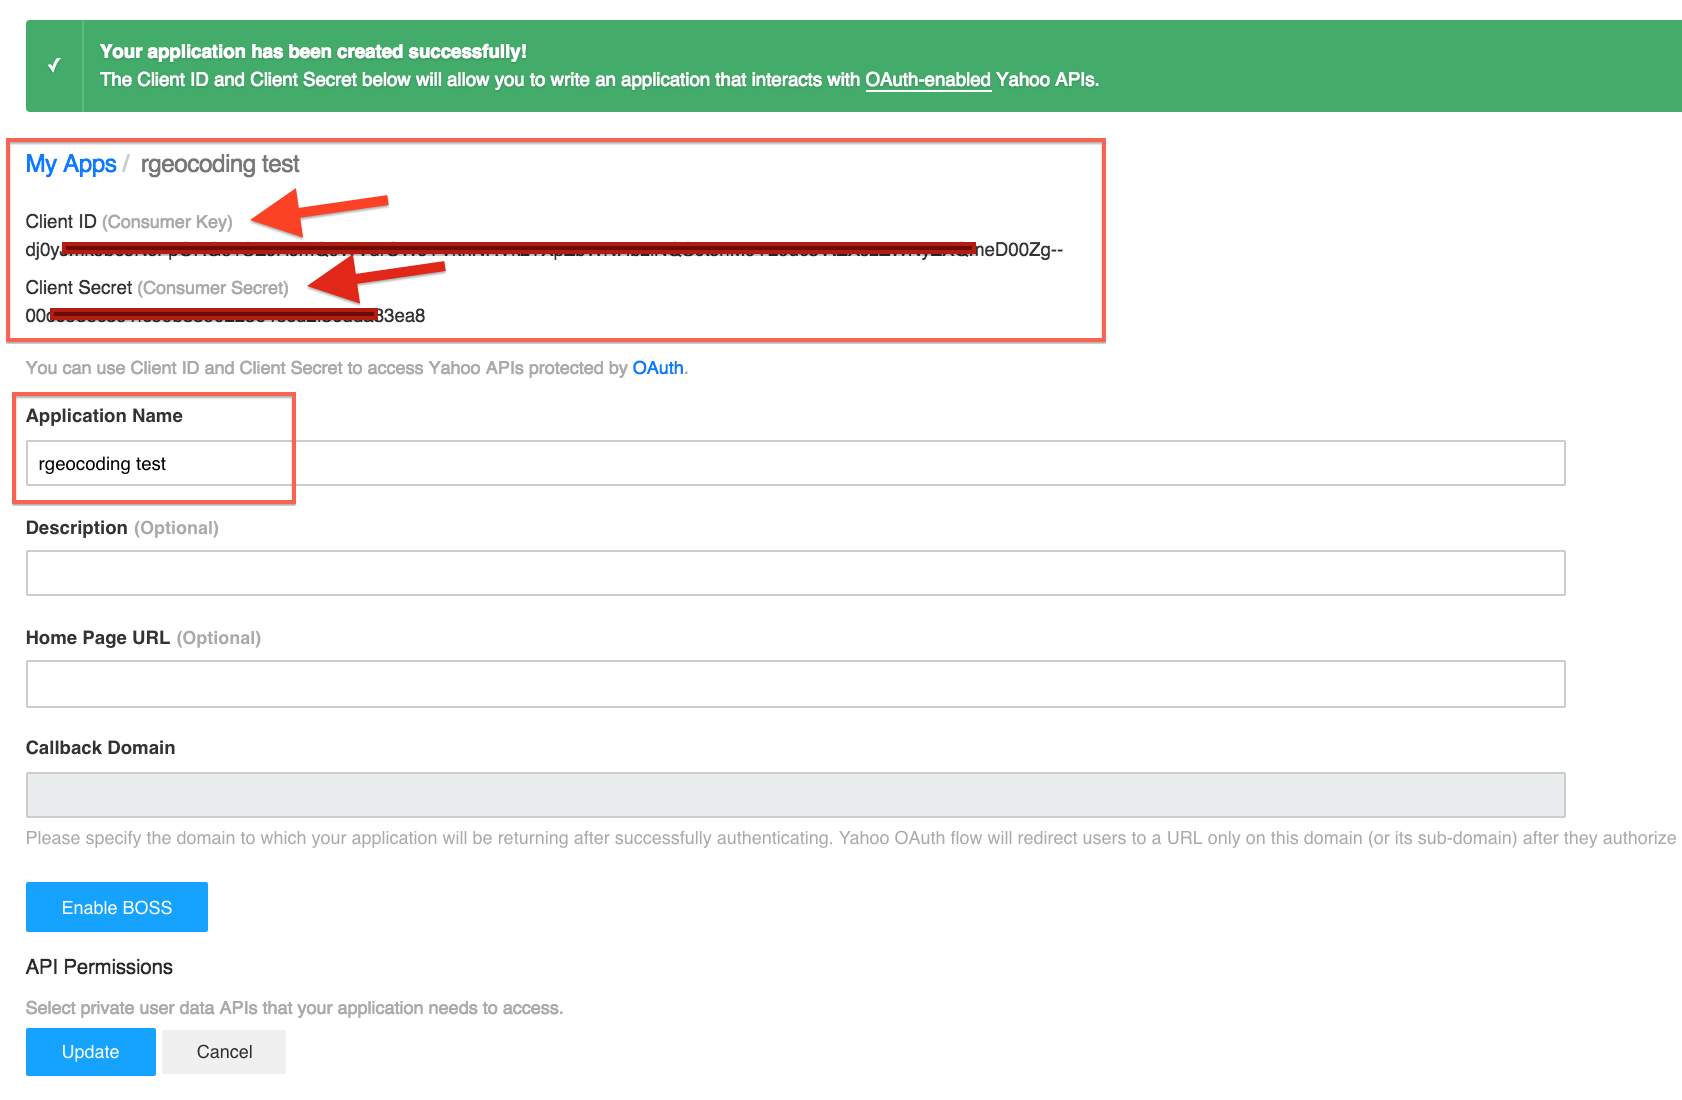 Your application has been created successfully!
The Client ID and Client Secret below will allow you to write an application that interacts with OAuth-enabled Yahoo APIs.
My Apps / rgeocoding test
Client ID (Consumer Key)
dj0y meD00Zg--
Client Secret (Consumer Secret)
00 33ea8
You can use Client ID and Client Secret to access Yahoo APIs protected by OAuth.
Application Name
rgeocoding test
Description (Optional)
Home Page URL (Optional)
Callback Domain
Please specify the domain to which your application will be returning after successfully authenticating. Yahoo OAuth flow will redirect users to a URL only on this domain (or its sub-domain) after they authorize
Enable BOSS
API Permissions
Select private user data APIs that your application needs to access.
Update Cancel